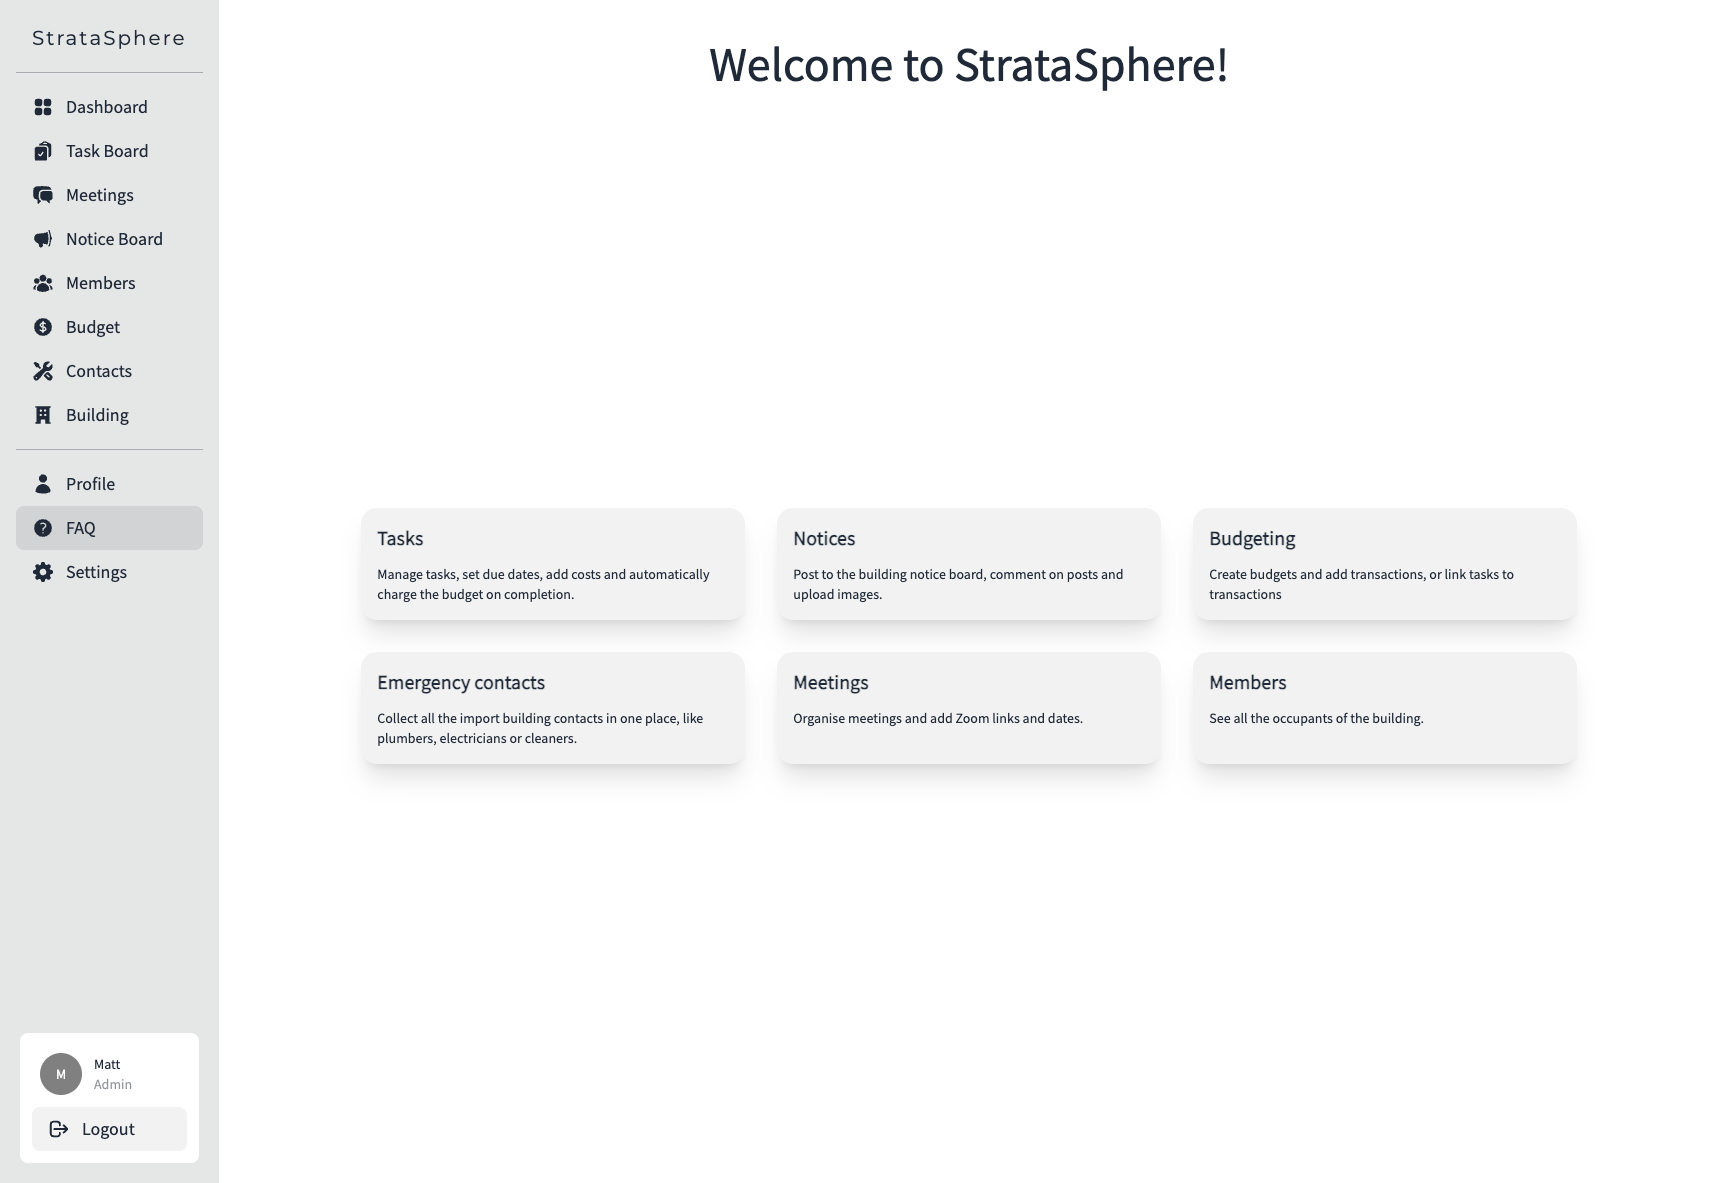 StrataSphere
Dashboard
Task Board
Meetings
Notice Board
Members
Budget
Contacts
Building
Profile
FAQ
Settings
M
Matt
Admin
Logout
Welcome to StrataSphere!
Tasks
Manage tasks, set due dates, add costs and automatically
charge the budget on completion.
Notices
Post to the building notice board, comment on posts and
upload images.
Budgeting
Create budgets and add transactions, or link tasks to
transactions
Emergency contacts
Collect all the import building contacts in one place, like
plumbers, electricians or cleaners.
Meetings
Organise meetings and add Zoom links and dates.
Members
See all the occupants of the building.